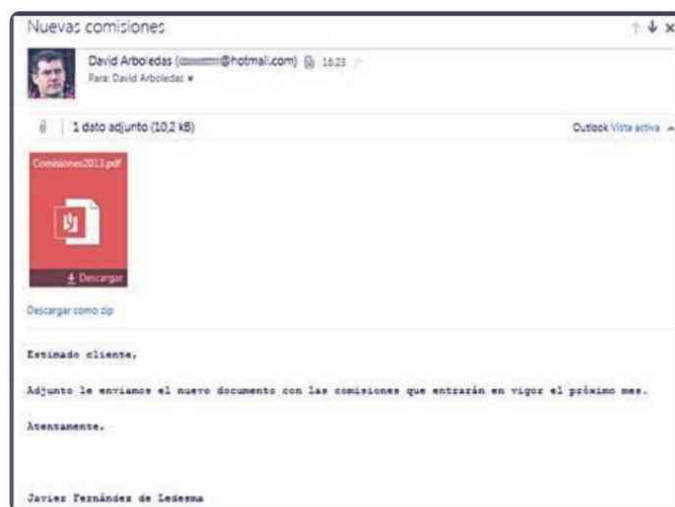 Nuevas comisiones
David Arboledas (@hotmail.com) 16:23
Para: David Arboledas
1 dato adjunto (10,2 kB) Outlook Vista activa
Comisiones2013.pdf
Descargar
Descargar como zip
Estimado cliente,
Adjunto le enviamos el nuevo documento con las comisiones que entrarán en vigor el próximo mes.
Atentamente,
Javier Fernández de Ledesma